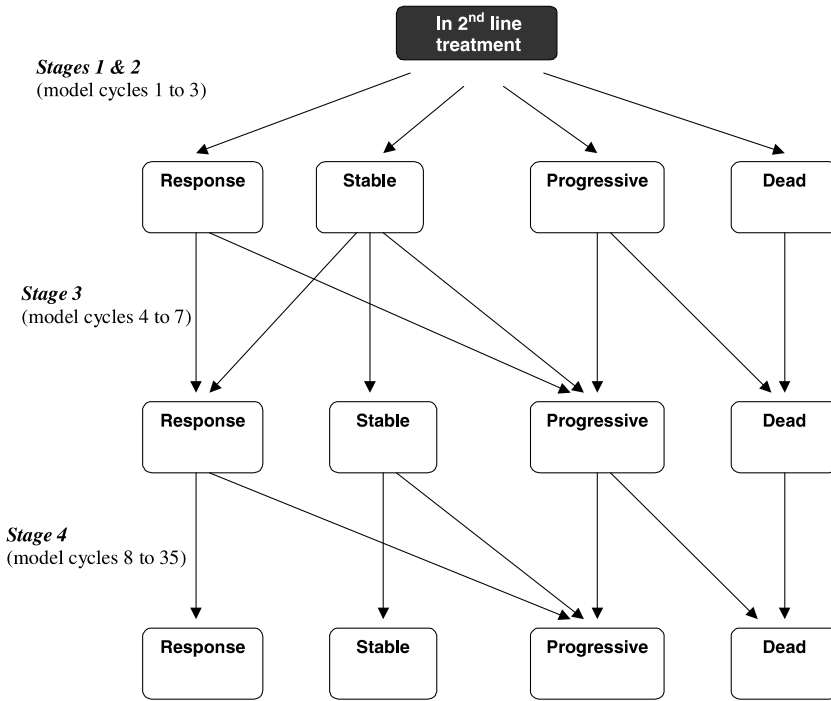 In 2nd line
treatment
Stages 1 & 2
(model cycles 1 to 3)
Response
Stable
Progressive
Dead
Stage 3
(model cycles 4 to 7)
Response
Stable
Progressive
Dead
Stage 4
(model cycles 8 to 35)
Response
Stable
Progressive
Dead